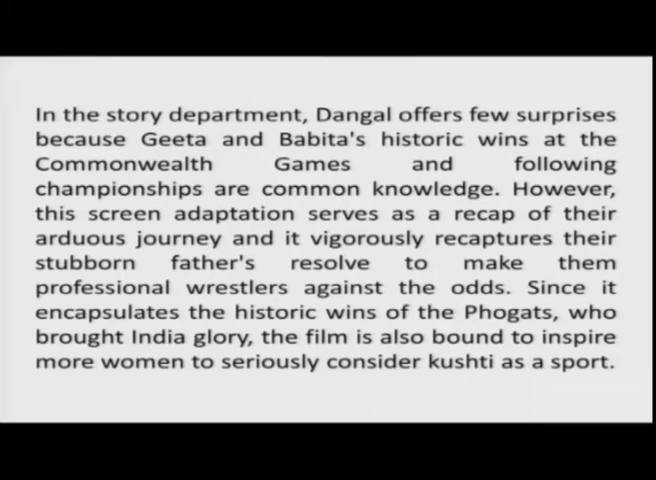 In the story department, Dangal offers few surprises
because Geeta and Babita's historic wins at the
Commonwealth Games and following
championships are common knowledge. However,
this screen adaptation serves as a recap of their
arduous journey and it vigorously recaptures their
stubborn father's resolve to make them
professional wrestlers against the odds. Since it
encapsulates the historic wins of the Phogats, who
brought India glory, the film is also bound to inspire
more women to seriously consider kushti as a sport.